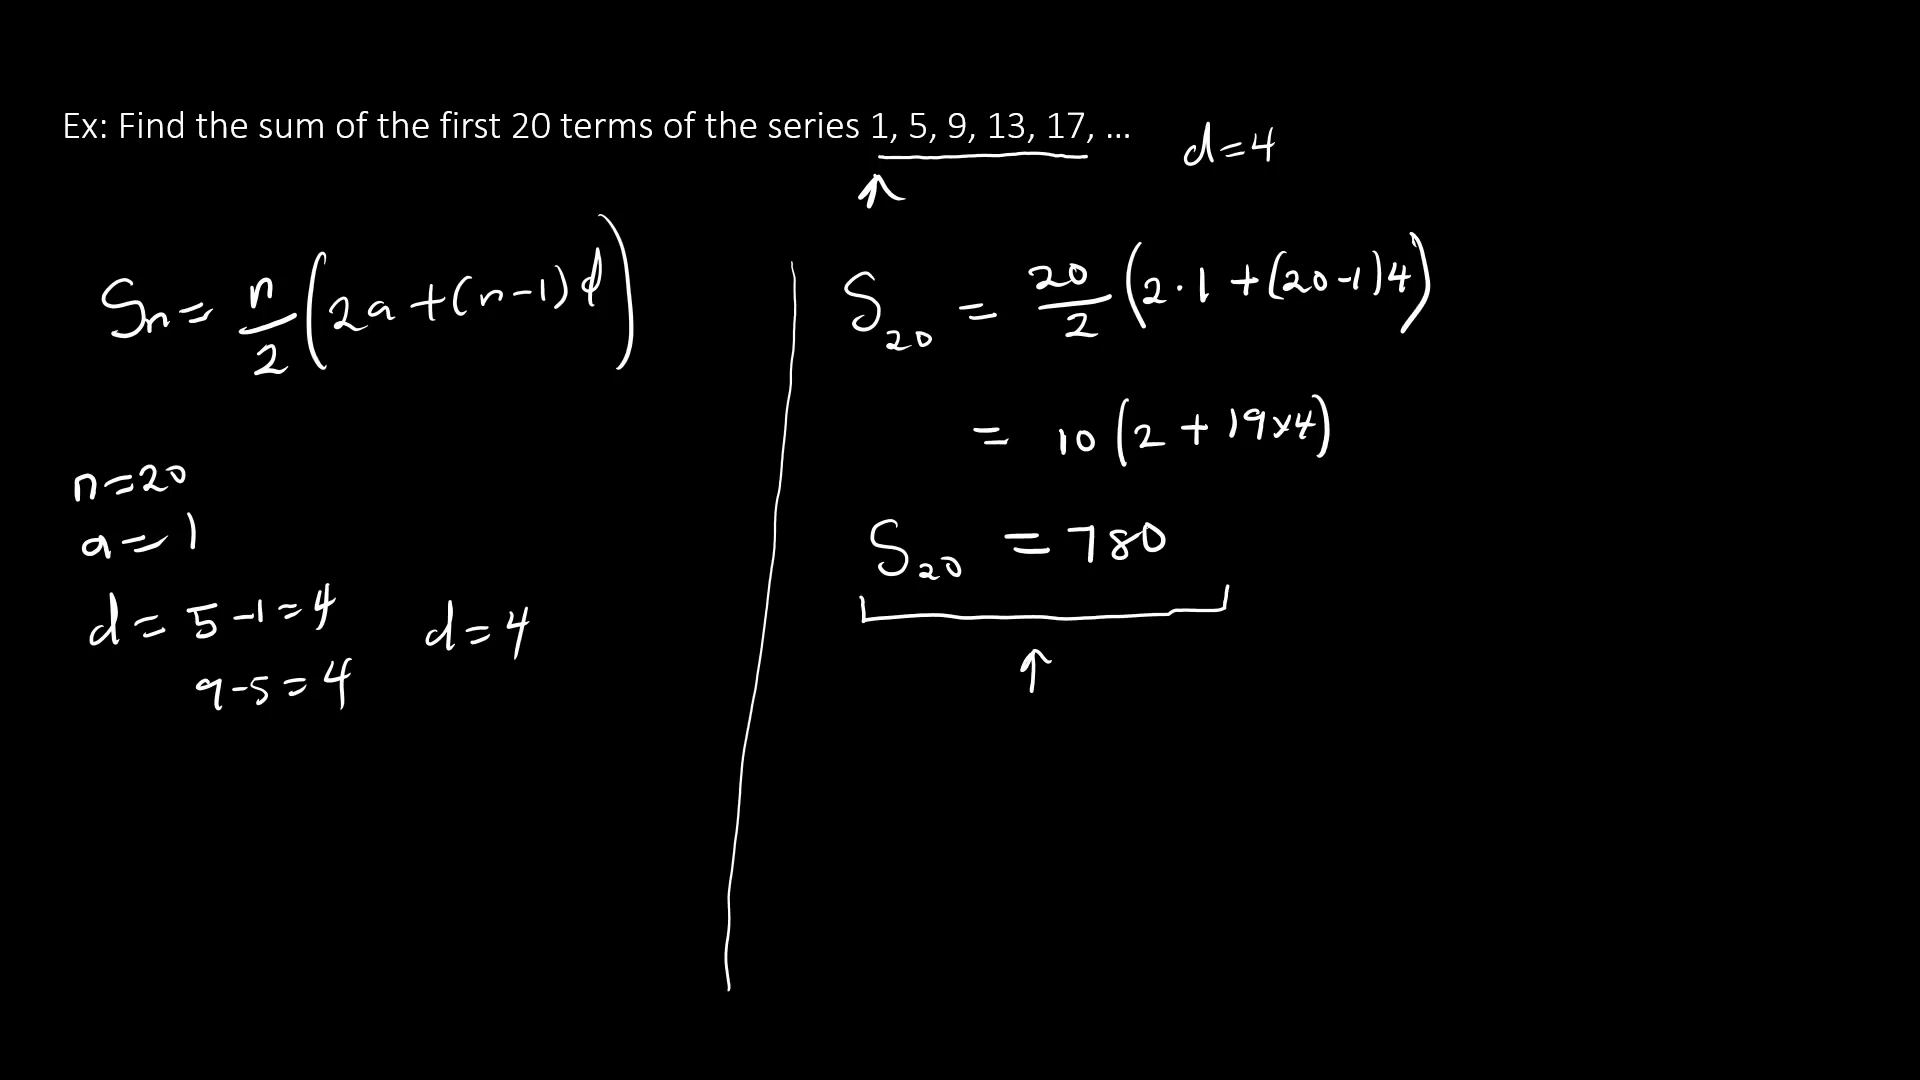 Ex: Find the sum of the first 20 terms of the series 1, 5, 9, 13, 17, ...
d=4
Sn= n/2 (2a+(n-1)d)
n=20
a=1
d=5-1=4
9-5=4
d=4
S20 = 20/2 (2·1+(20-1)4)
= 10(2+19×4)
S20 = 780